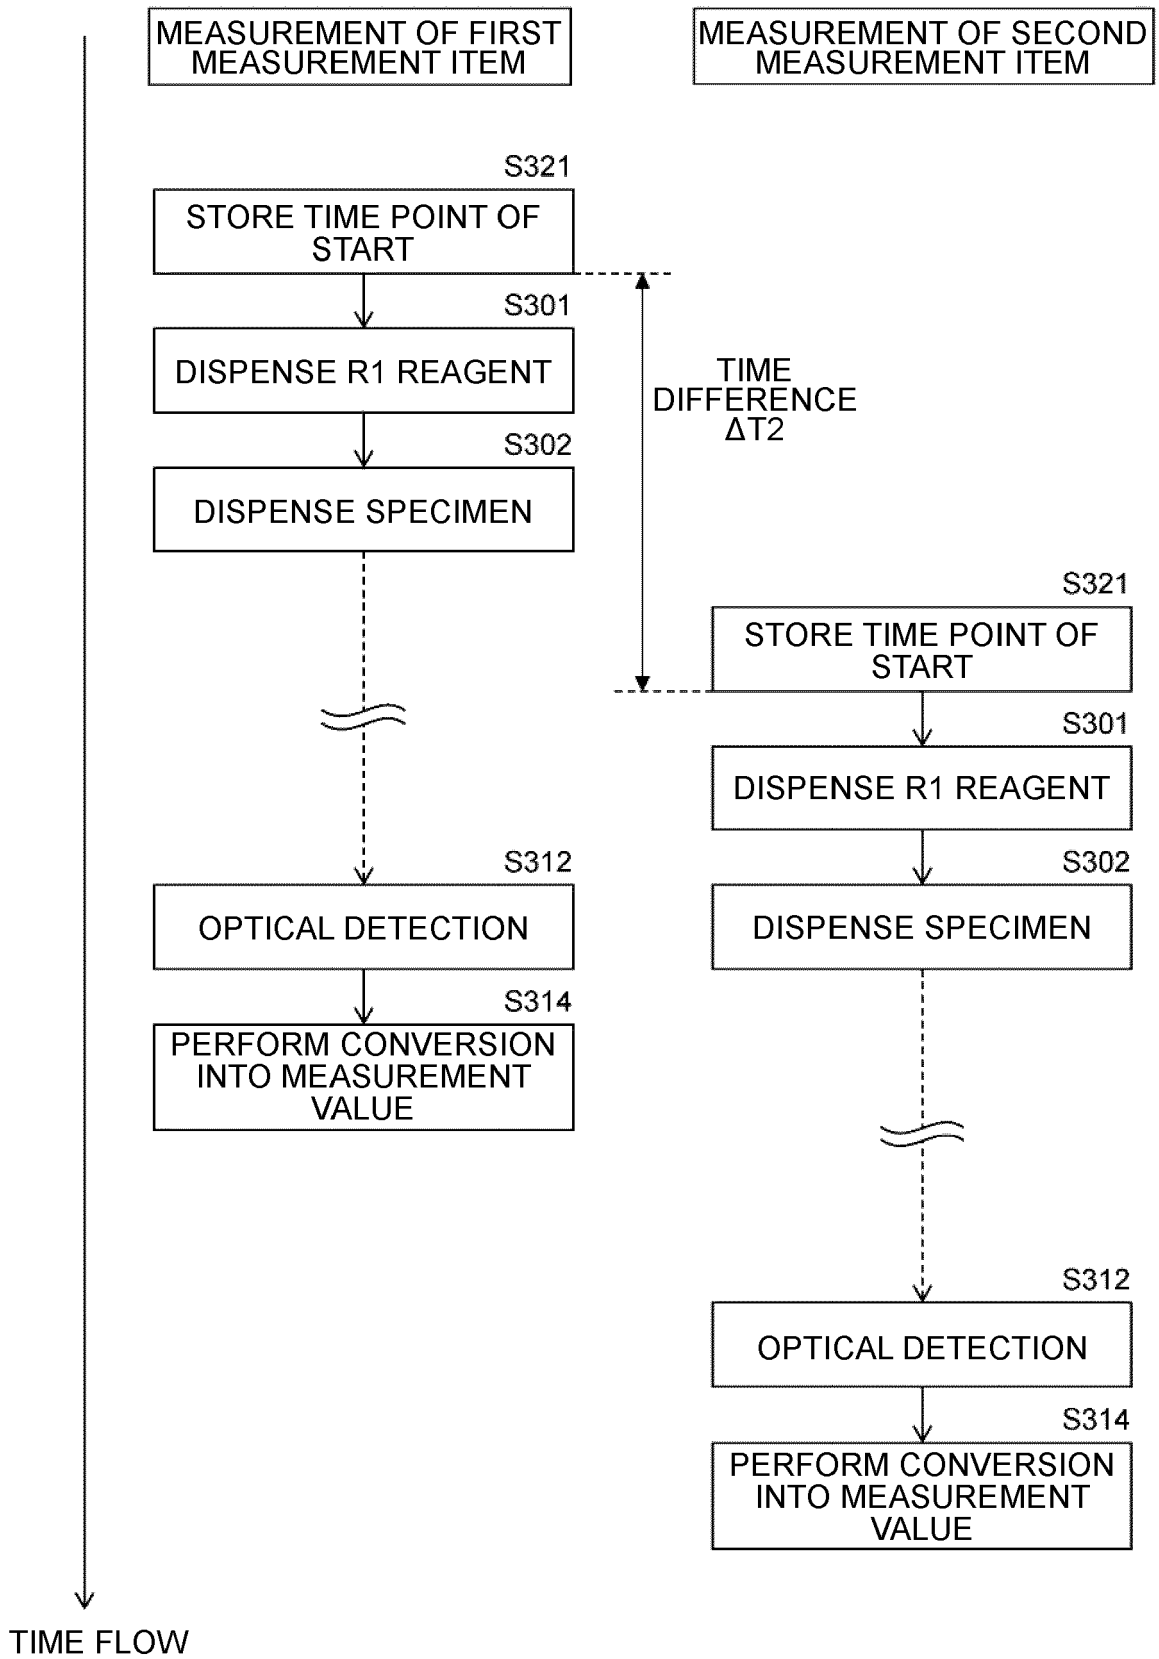 MEASUREMENT OF FIRST
MEASUREMENT ITEM
MEASUREMENT OF SECOND
MEASUREMENT ITEM
S321
STORE TIME POINT OF
START
S301
DISPENSE R1 REAGENT
TIME
DIFFERENCE
ΔT2
S302
DISPENSE SPECIMEN
S321
STORE TIME POINT OF
START
S301
DISPENSE R1 REAGENT
S312
OPTICAL DETECTION
S302
DISPENSE SPECIMEN
S314
PERFORM CONVERSION
INTO MEASUREMENT
VALUE
S312
OPTICAL DETECTION
S314
PERFORM CONVERSION
INTO MEASUREMENT
VALUE
TIME FLOW